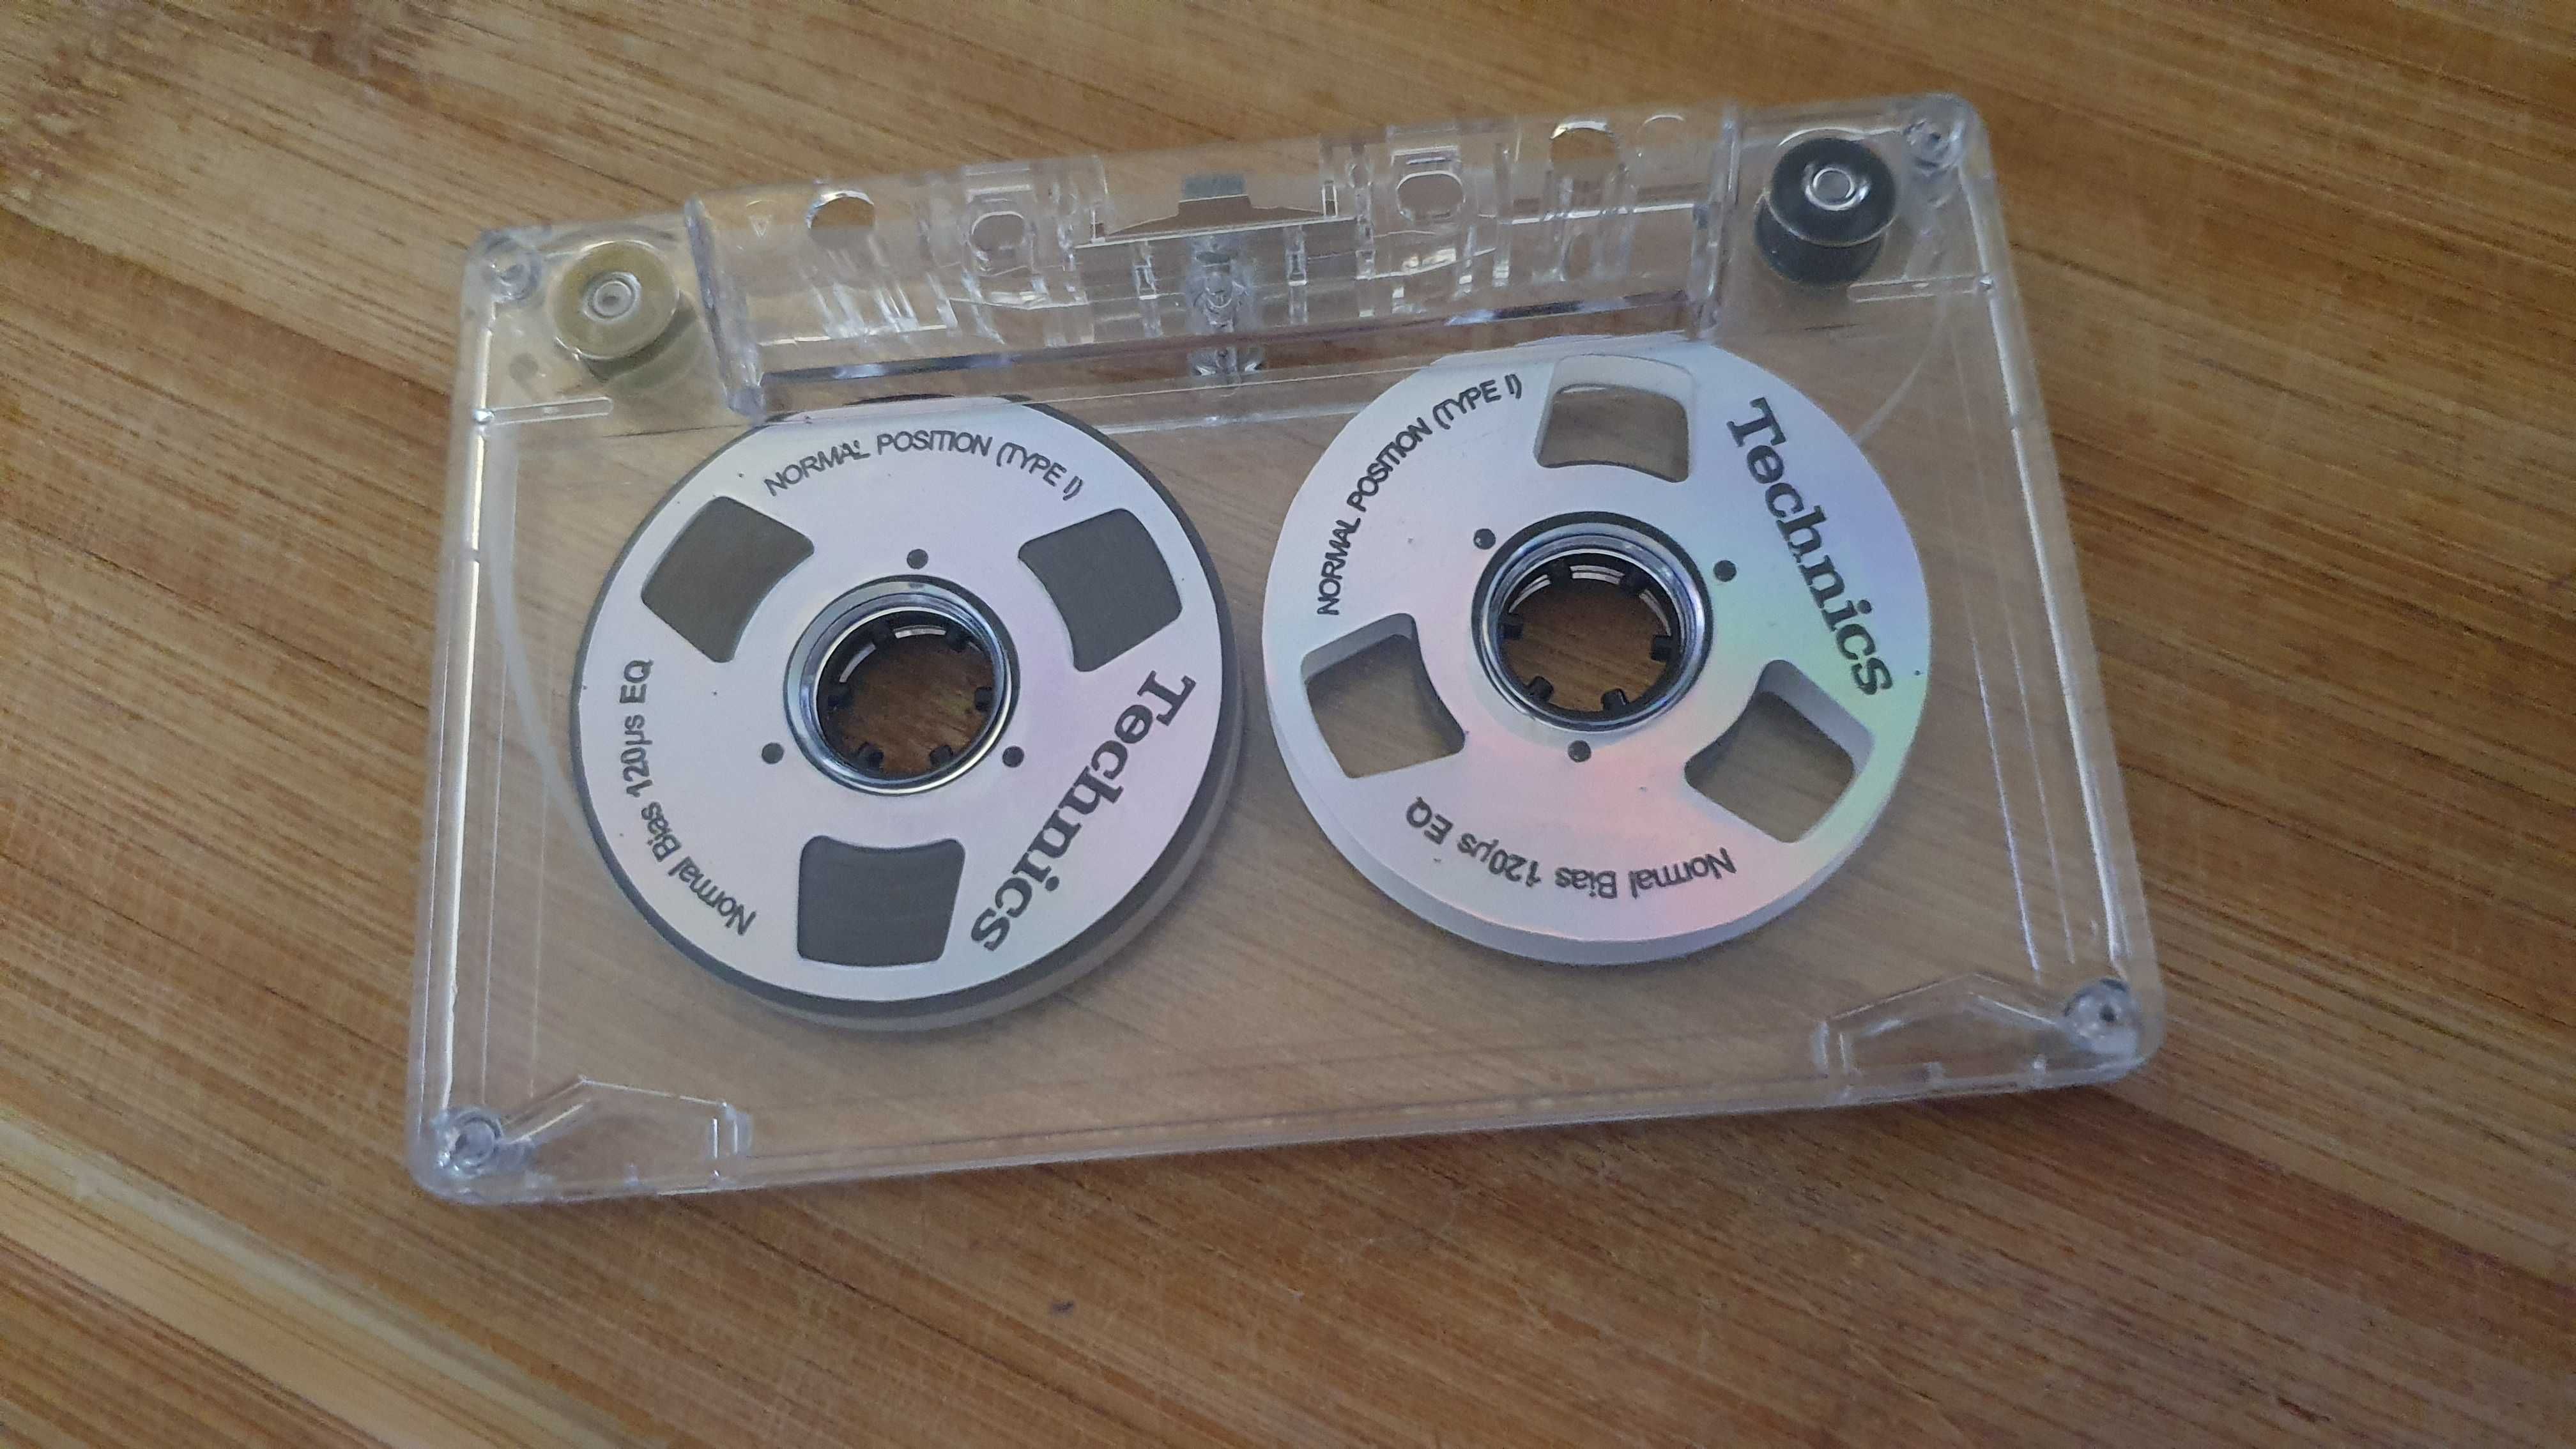 NORMAL POSITION (TYPE I)
Technics
Normal Bias 120µs EQ
NORMAL POSITION (TYPE I)
Technics
Normal Bias 120µs EQ